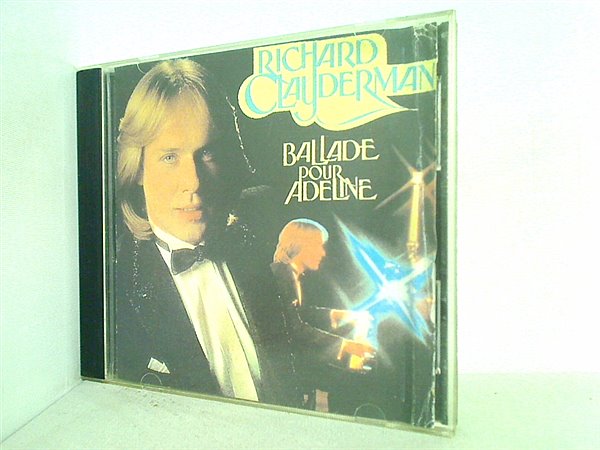 RICHARD
CLAYDERMAN
BALLADE
POUR
ADELINE